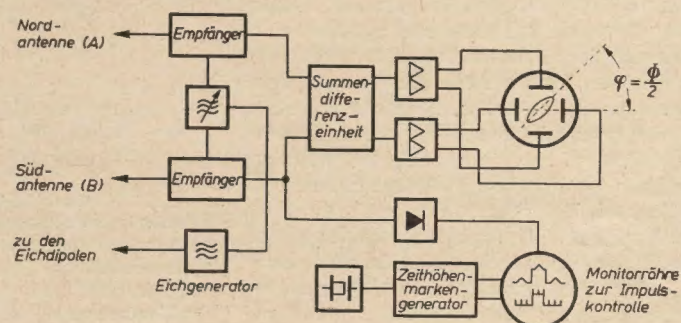 Nord-
antenne (A)
Empfänger
Summen-
differenz-
einheit
φ = Φ/2
Süd-
antenne (B)
Empfänger
zu den
Eichdipolen
Eichgenerator
Zeithöhen-
marken-
generator
Monitorröhre
zur Impuls-
kontrolle